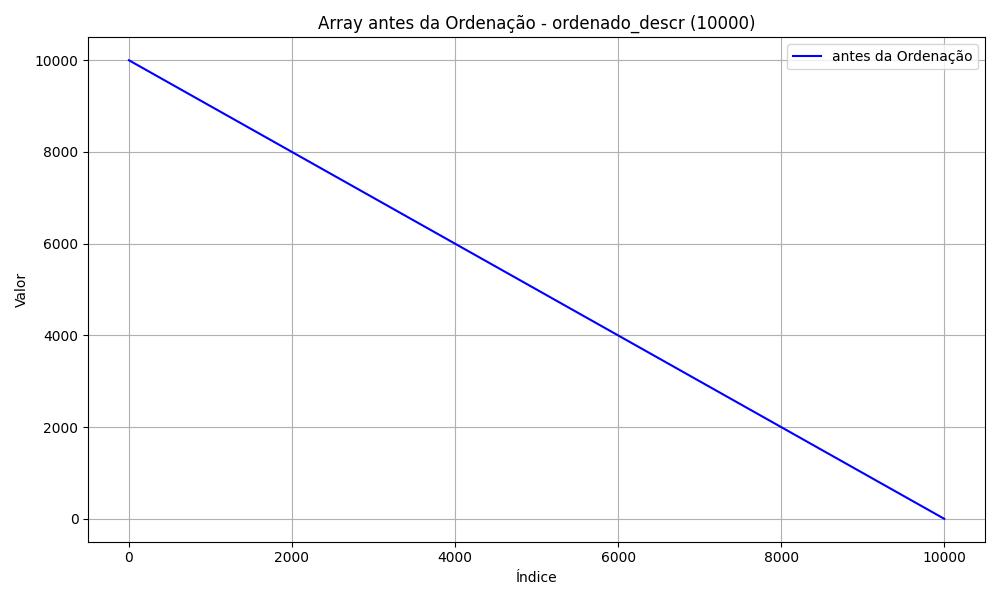 Array antes da Ordenação - ordenado_descr (10000)
antes da Ordenação
10000
8000
6000
4000
2000
0
Valor
0 2000 4000 6000 8000 10000
Índice